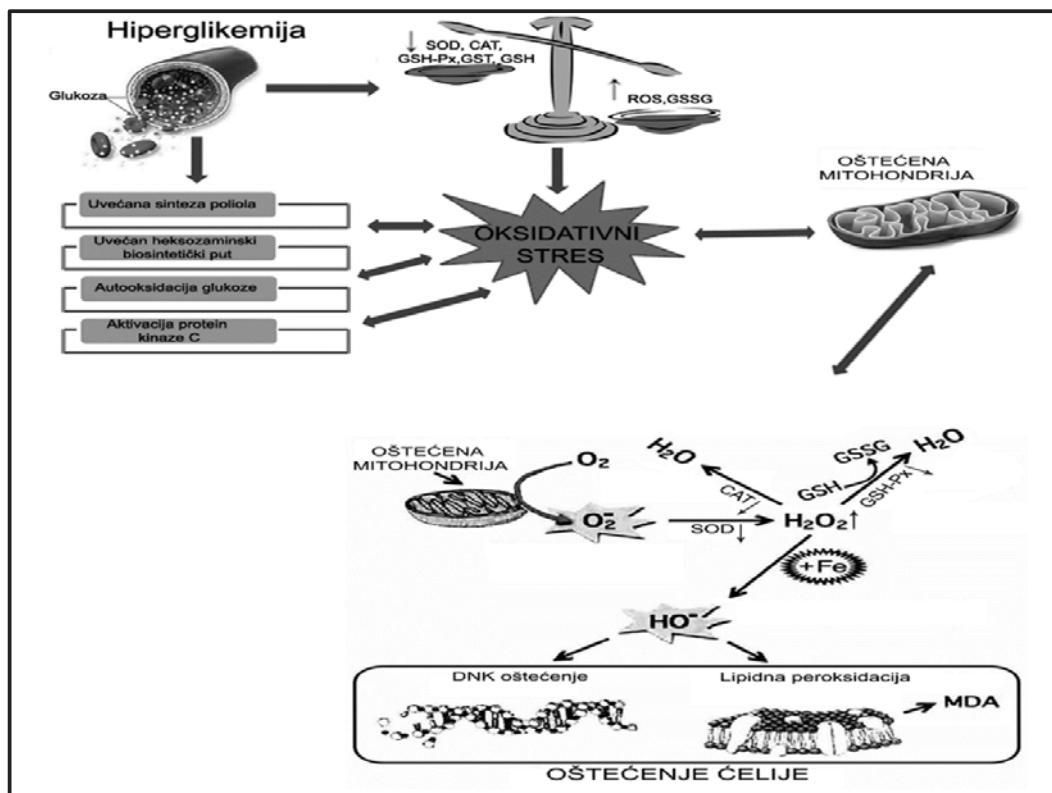 Hiperglikemija
Glukoza
↓ SOD, CAT,
GSH-Px,GST, GSH
↑ ROS,GSSG
Uvećana sinteza poliola
Uvećan heksozaminski
biosintetički put
Autooksidacija glukoze
Aktivacija protein
kinaze C
OKSIDATIVNI
STRES
OŠTEĆENA
MITOHONDRIJA
OŠTEĆENA
MITOHONDRIJA
O₂
O₂⁻
SOD ↓
H₂O
CAT ↓
GSH
GSSG
H₂O
GSH-Px ↓
H₂O₂↑
+Fe
HO⁻
DNK oštećenje
Lipidna peroksidacija
MDA
OŠTEĆENJE ĆELIJE